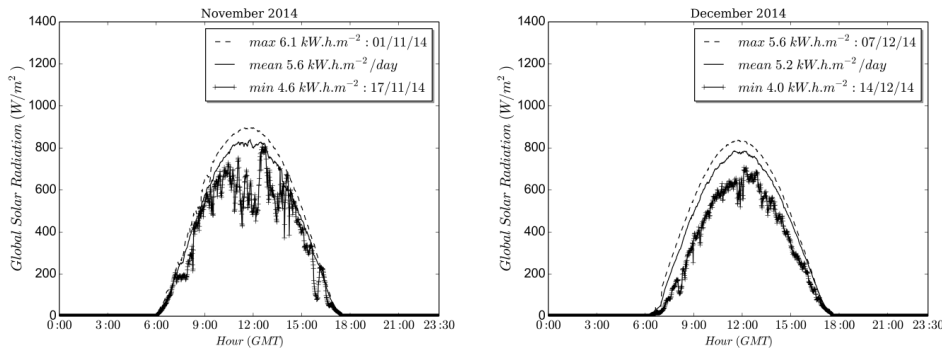 November 2014
Global Solar Radiation (W/m²)
1400
1200
1000
800
600
400
200
0
max 6.1 kW.h.m⁻² : 01/11/14
mean 5.6 kW.h.m⁻²/day
min 4.6 kW.h.m⁻² : 17/11/14
0:00 3:00 6:00 9:00 12:00 15:00 18:00 23:30
Hour (GMT)
December 2014
Global Solar Radiation (W/m²)
1400
1200
1000
800
600
400
200
0
max 5.6 kW.h.m⁻² : 07/12/14
mean 5.2 kW.h.m⁻²/day
min 4.0 kW.h.m⁻² : 14/12/14
0:00 3:00 6:00 9:00 12:00 15:00 18:00 23:30
Hour (GMT)